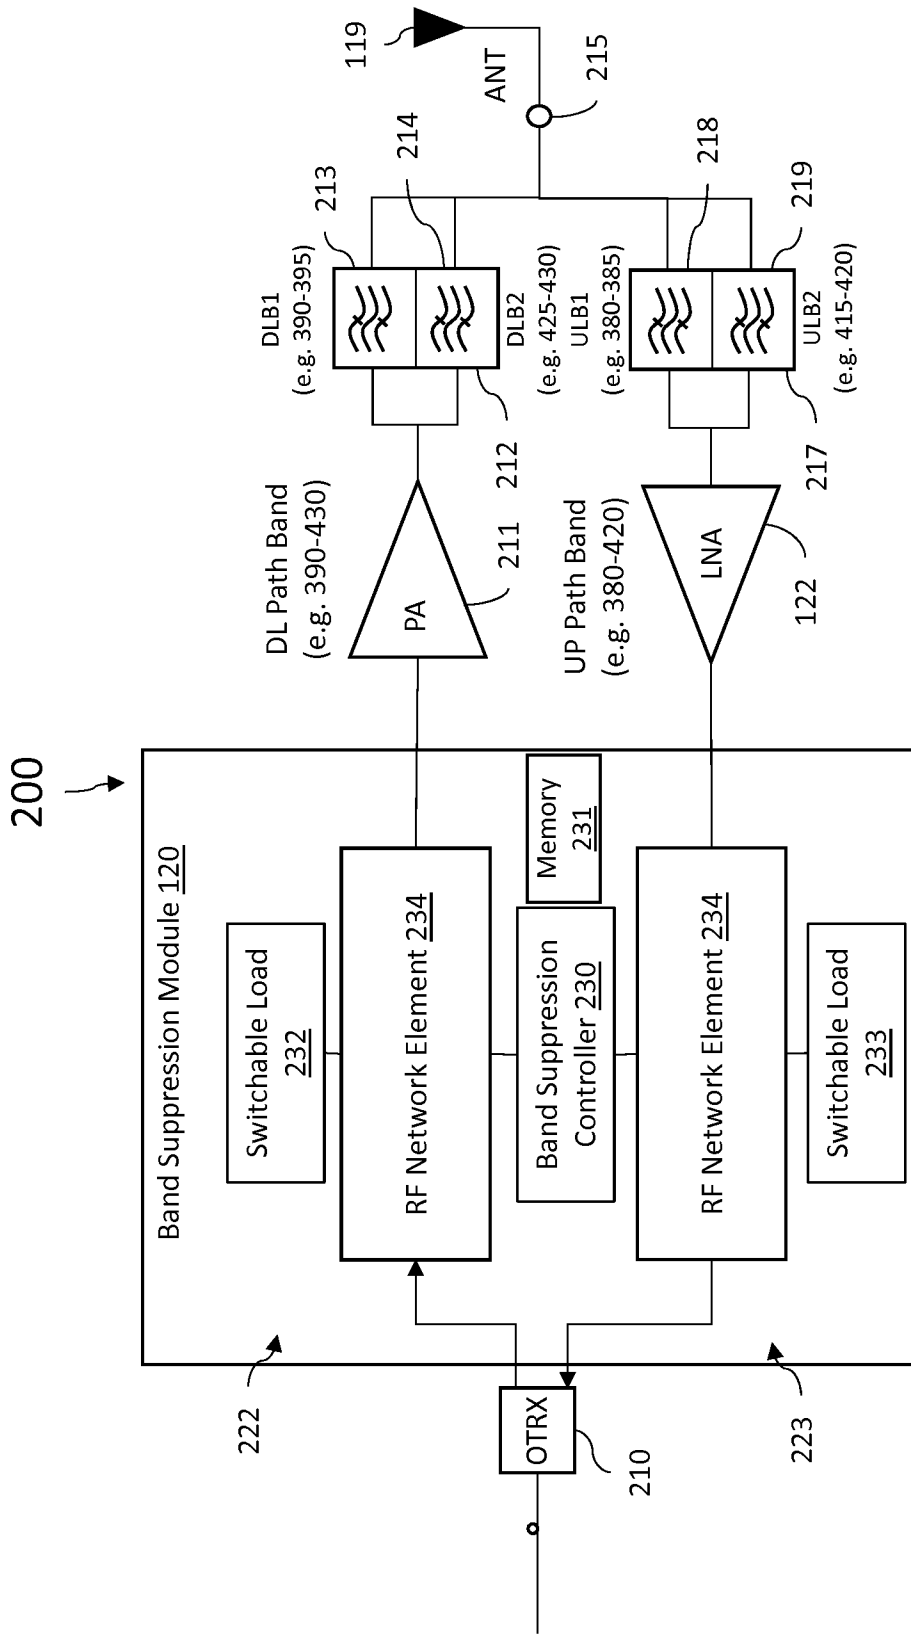 200
Band Suppression Module 120
222
Switchable Load
232
RF Network Element 234
Band Suppression
Controller 230
Memory
231
RF Network Element 234
Switchable Load
233
223
OTRX
210
DL Path Band
(e.g. 390-430)
PA
211
UP Path Band
(e.g. 380-420)
LNA
122
DLB1
(e.g. 390-395)
213
214
212
DLB2
(e.g. 425-430)
ULB1
(e.g. 380-385)
218
219
217
ULB2
(e.g. 415-420)
119
ANT
215